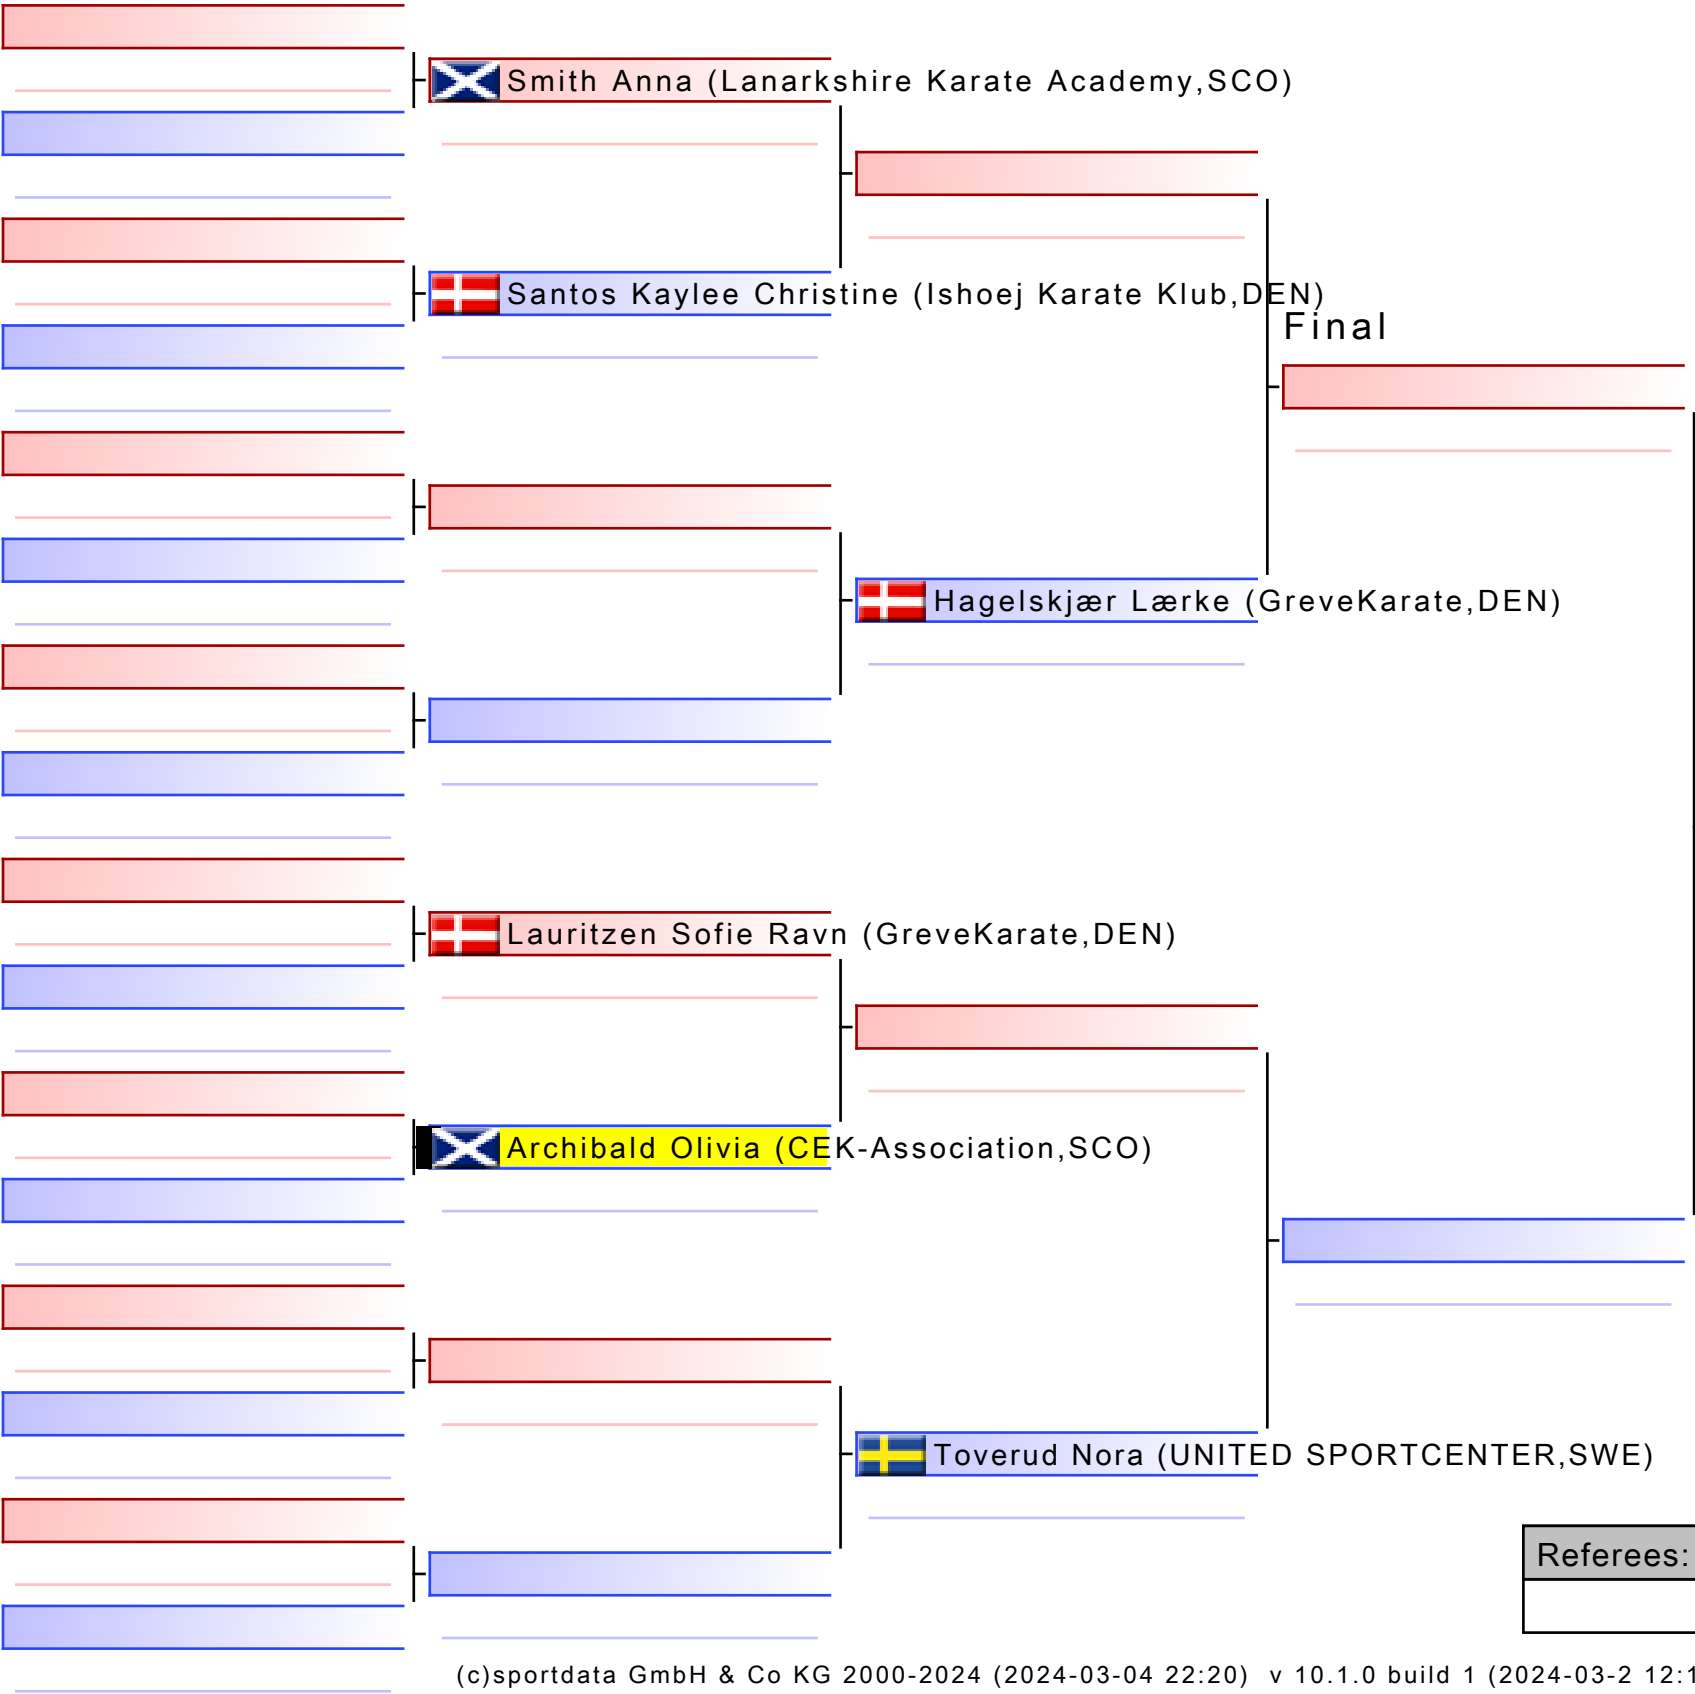 Smith Anna (Lanarkshire Karate Academy,SCO)
Santos Kaylee Christine (Ishoej Karate Klub,DEN)
Final
Hagelskjær Lærke (GreveKarate,DEN)
Lauritzen Sofie Ravn (GreveKarate,DEN)
Archibald Olivia (CEK-Association,SCO)
Toverud Nora (UNITED SPORTCENTER,SWE)
Referees:
(c)sportdata GmbH & Co KG 2000-2024 (2024-03-04 22:20) v 10.1.0 build 1 (2024-03-2 12:1